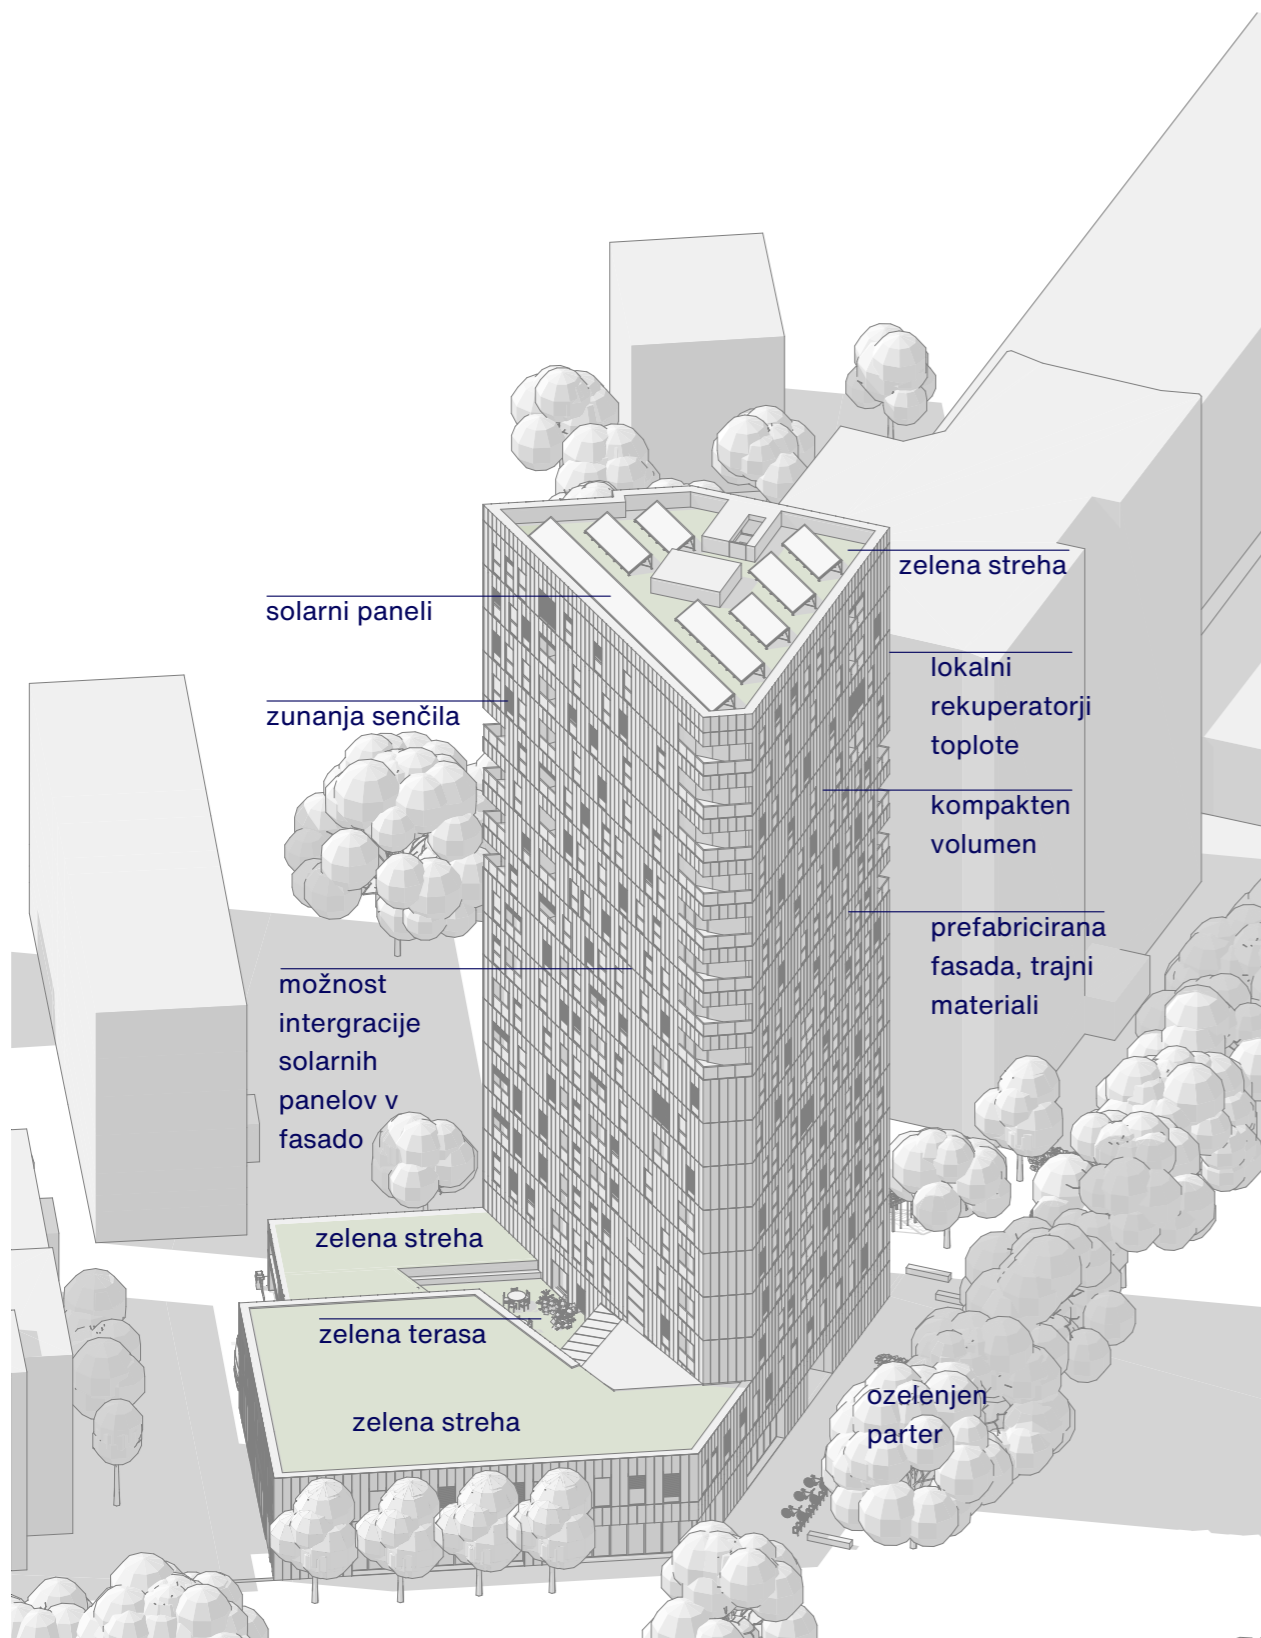 zelena streha
solarni paneli
lokalni
rekuperatorji
toplote
zunanja senčila
kompakten
volumen
prefabricirana
fasada, trajni
materiali
možnost
intergracije
solarnih
panelov v
fasado
zelena streha
zelena terasa
zelena streha
ozelenjen
parter